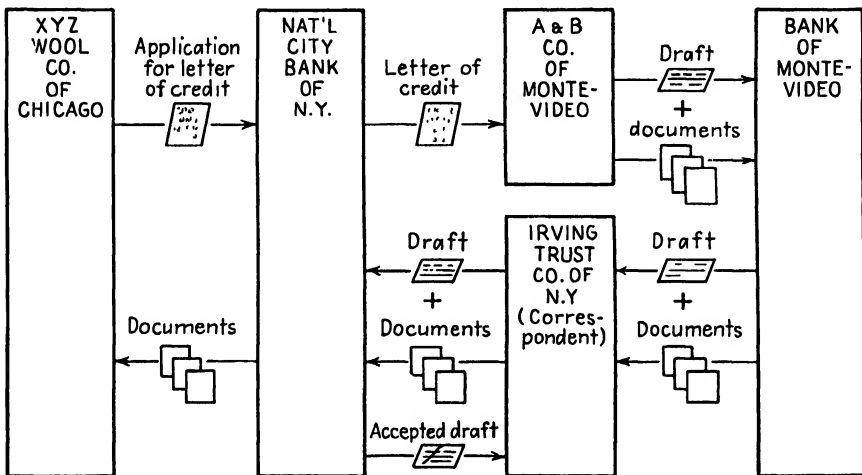 XYZ
WOOL
CO.
OF
CHICAGO
Application
for letter
of credit
NAT'L
CITY
BANK
OF
N.Y.
Letter of
credit
A & B
CO.
OF
MONTE-
VIDEO
Draft
+
documents
BANK
OF
MONTE-
VIDEO
Draft
+
Documents
IRVING
TRUST
CO. OF
N.Y
(Corres-
pondent)
Draft
+
Documents
Documents
Accepted draft